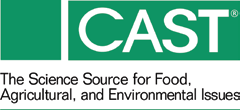 CAST®
The Science Source for Food,
Agricultural, and Environmental Issues